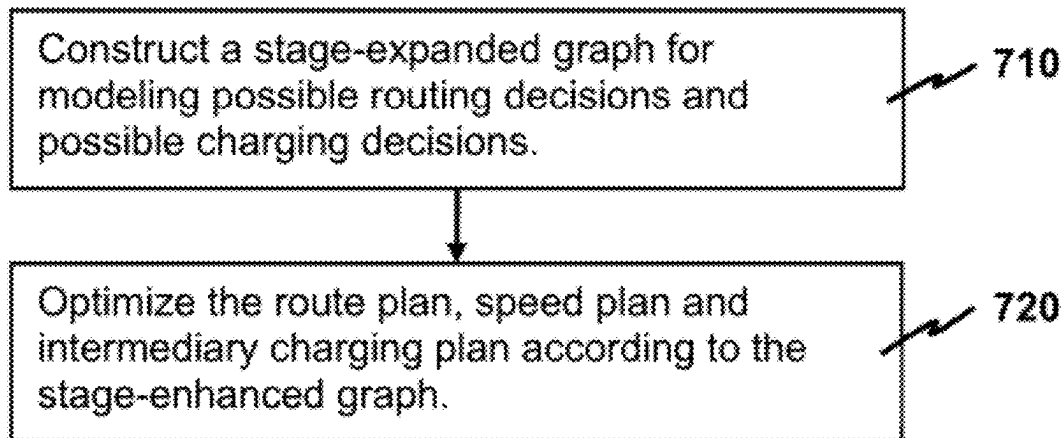 Construct a stage-expanded graph for
modeling possible routing decisions and
possible charging decisions.
710
Optimize the route plan, speed plan and
intermediary charging plan according to the
stage-enhanced graph.
720